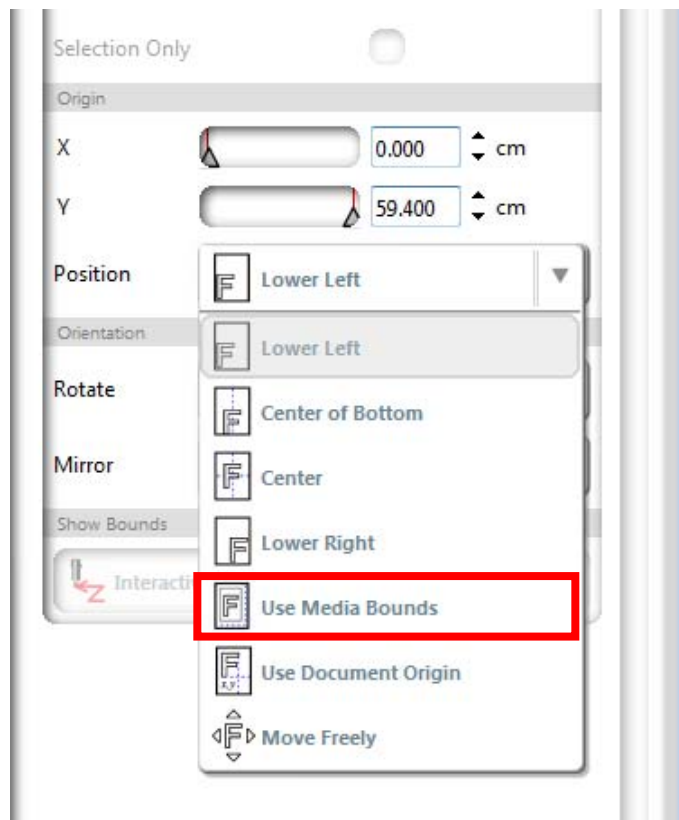 Selection Only
Origin
X 0.000 cm
Y 59.400 cm
Position Lower Left
Orientation
Lower Left
Rotate
Center of Bottom
Mirror
Center
Show Bounds
Lower Right
Interacti
Use Media Bounds
Use Document Origin
Move Freely